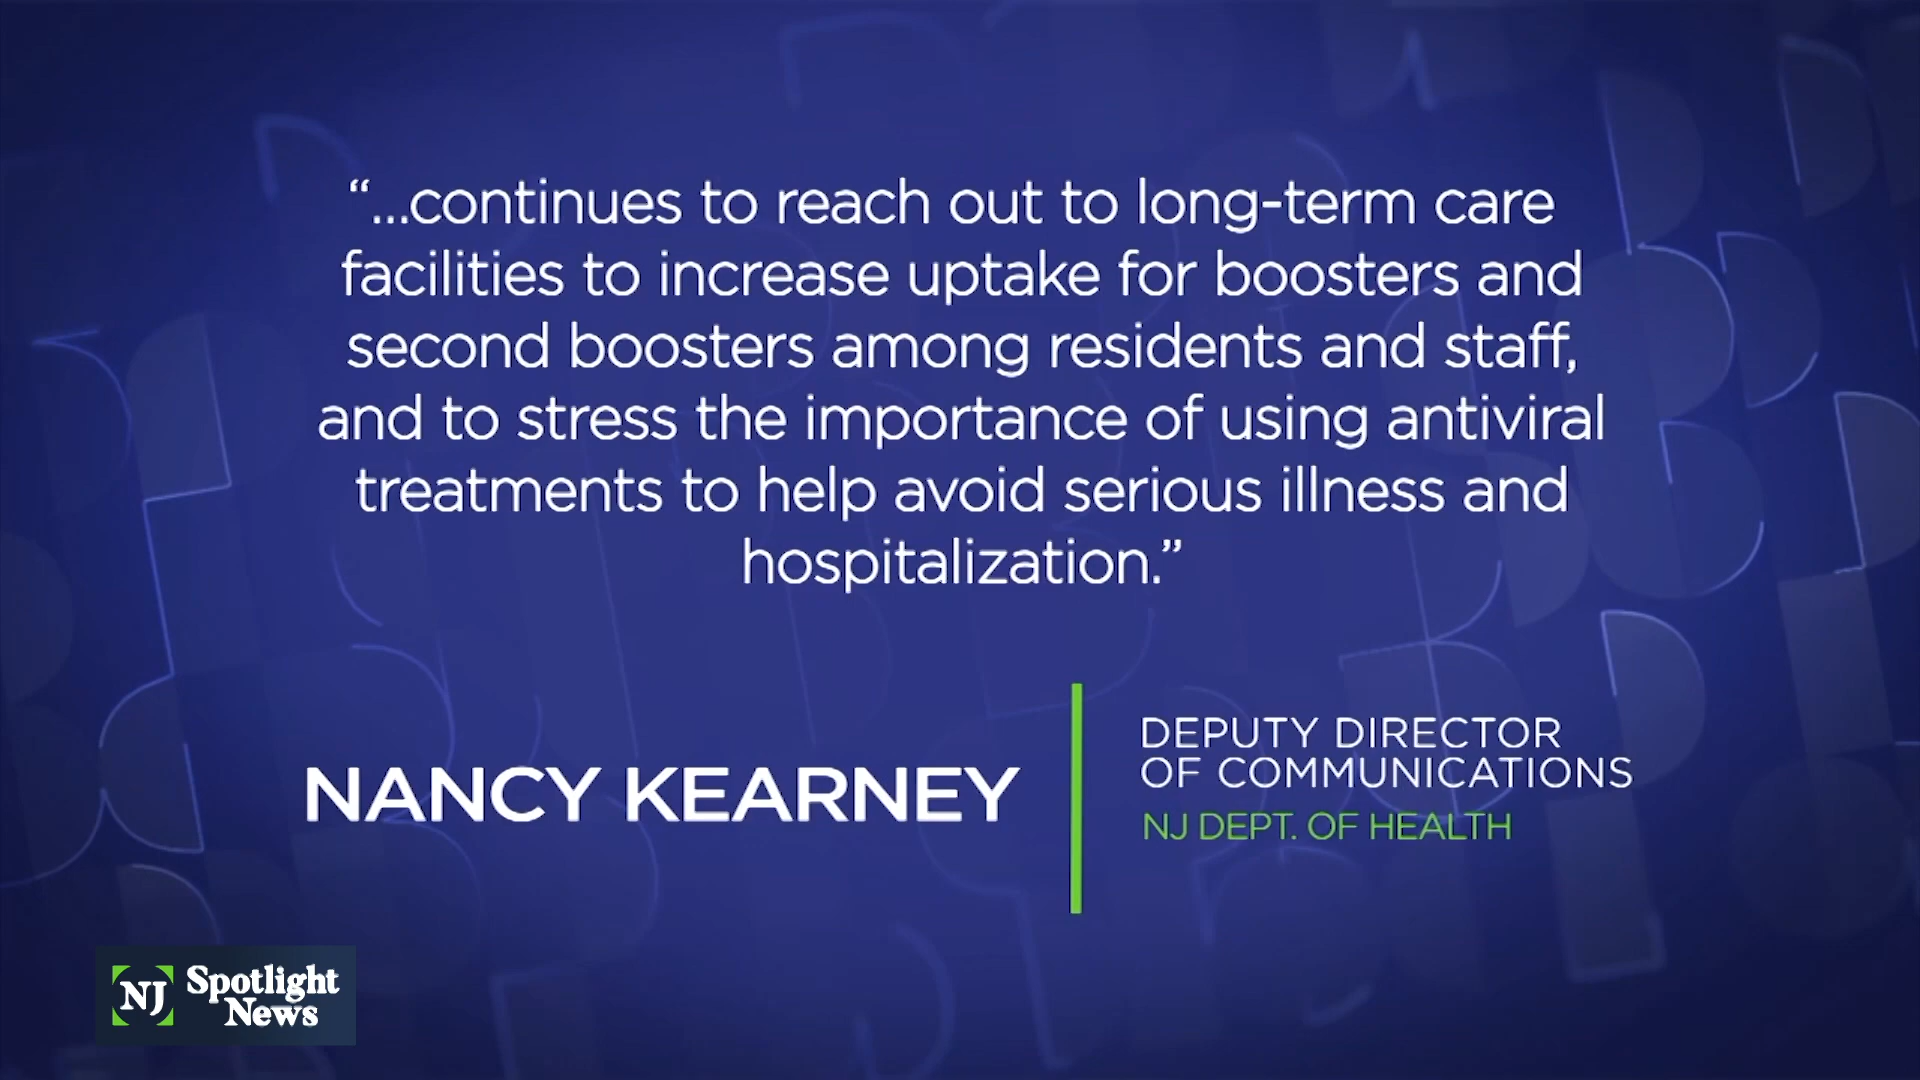 “...continues to reach out to long-term care
facilities to increase uptake for boosters and
second boosters among residents and staff,
and to stress the importance of using antiviral
treatments to help avoid serious illness and
hospitalization.”
NANCY KEARNEY
DEPUTY DIRECTOR
OF COMMUNICATIONS
NJ DEPT. OF HEALTH
NJ Spotlight
News